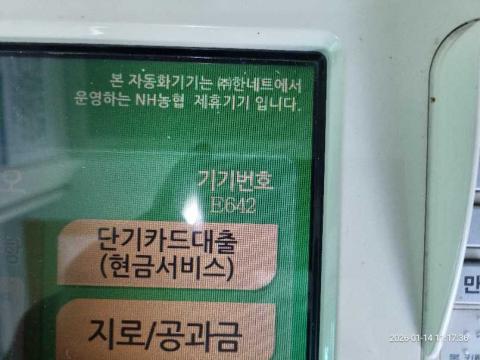 본 자동화기기는 ㈜한네트에서
운영하는 NH농협 제휴기기 입니다.
오
기기번호
E642
단기카드대출
(현금서비스)
지로/공과금
만
2026-01-14 12:17:36